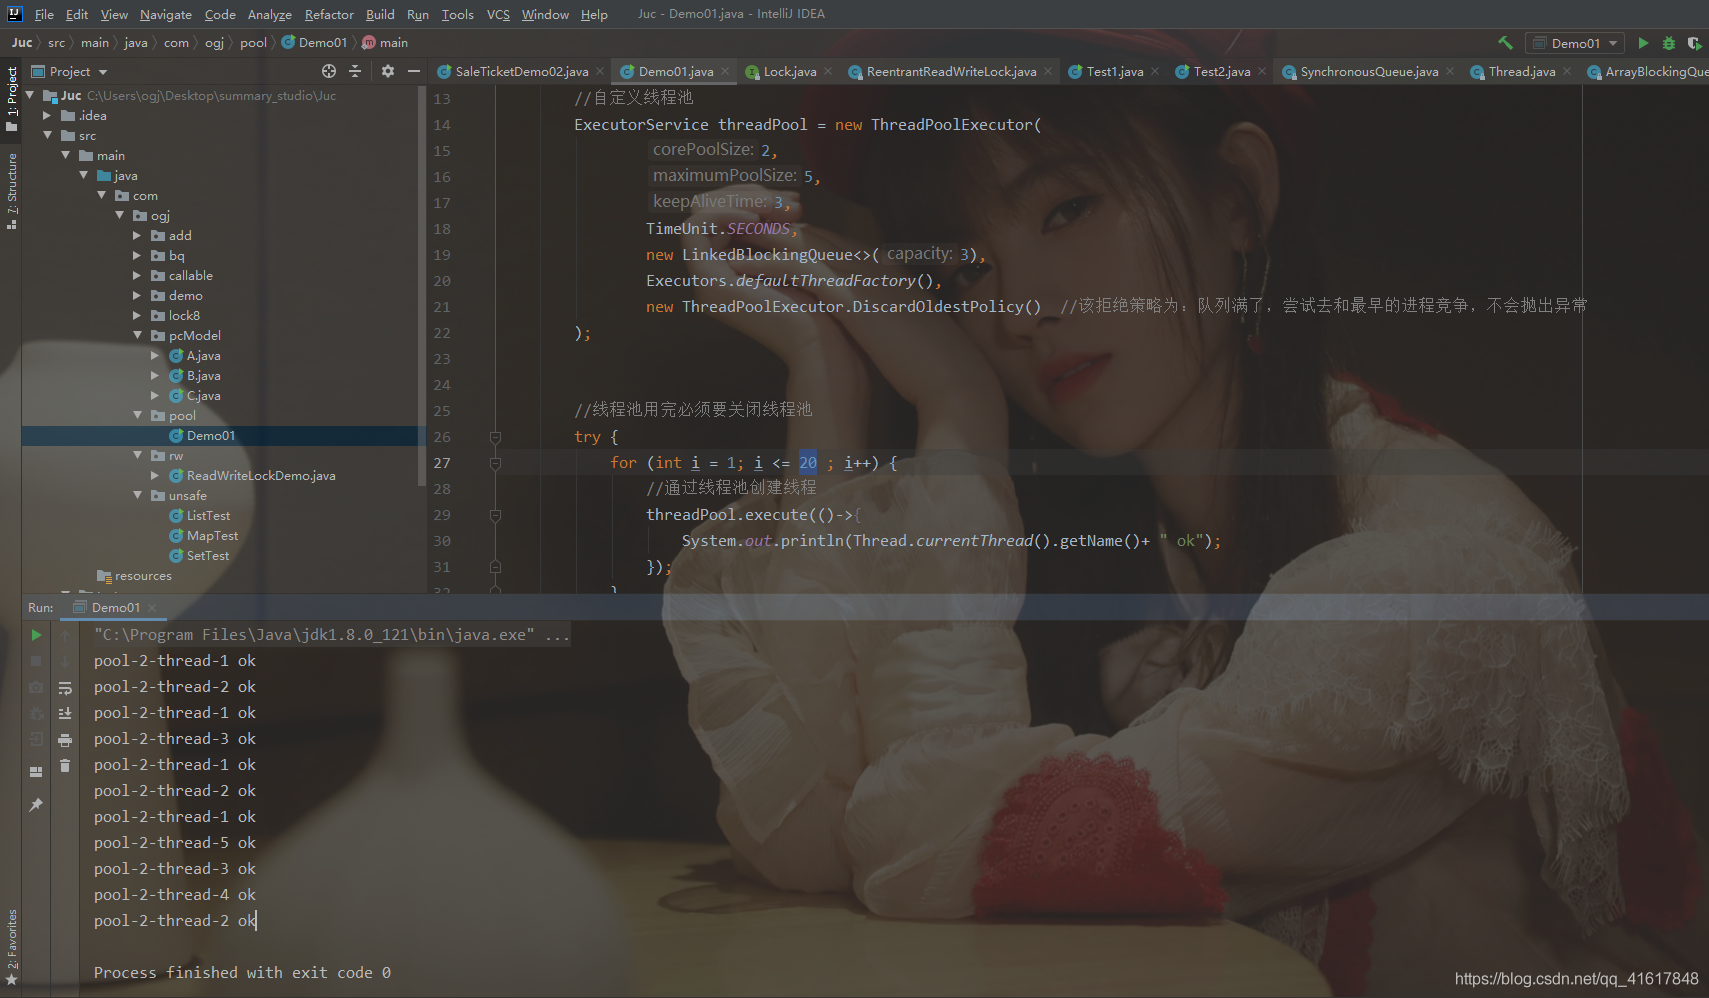 File Edit View Navigate Code Analyze Refactor Build Run Tools VCS Window Help Juc - Demo01.java - IntelliJ IDEA
Juc src main java com ogj pool Demo01 main Demo01
Project SaleTicketDemo02.java Demo01.java Lock.java ReentrantReadWriteLock.java Test1.java Test2.java SynchronousQueue.java Thread.java ArrayBlockingQue
1: Project
7: Structure
2: Favorites
Juc C:\Users\ogj\Desktop\summary_studio\Juc
.idea
src
main
java
com
ogj
add
bq
callable
demo
lock8
pcModel
A.java
B.java
C.java
pool
Demo01
rw
ReadWriteLockDemo.java
unsafe
ListTest
MapTest
SetTest
resources
13 //自定义线程池
14 ExecutorService threadPool = new ThreadPoolExecutor(
15 corePoolSize: 2,
16 maximumPoolSize: 5,
17 keepAliveTime: 3,
18 TimeUnit.SECONDS,
19 new LinkedBlockingQueue<>( capacity: 3),
20 Executors.defaultThreadFactory(),
21 new ThreadPoolExecutor.DiscardOldestPolicy() //该拒绝策略为: 队列满了, 尝试去和最早的进程竞争, 不会抛出异常
22 );
23
24
25 //线程池用完必须要关闭线程池
26 try {
27 for (int i = 1; i <= 20 ; i++) {
28 //通过线程池创建线程
29 threadPool.execute(()->{
30 System.out.println(Thread.currentThread().getName()+ " ok");
31 });
32 }
Run: Demo01
"C:\Program Files\Java\jdk1.8.0_121\bin\java.exe" ...
pool-2-thread-1 ok
pool-2-thread-2 ok
pool-2-thread-1 ok
pool-2-thread-3 ok
pool-2-thread-1 ok
pool-2-thread-2 ok
pool-2-thread-1 ok
pool-2-thread-5 ok
pool-2-thread-3 ok
pool-2-thread-4 ok
pool-2-thread-2 ok
Process finished with exit code 0
https://blog.csdn.net/qq_41617848